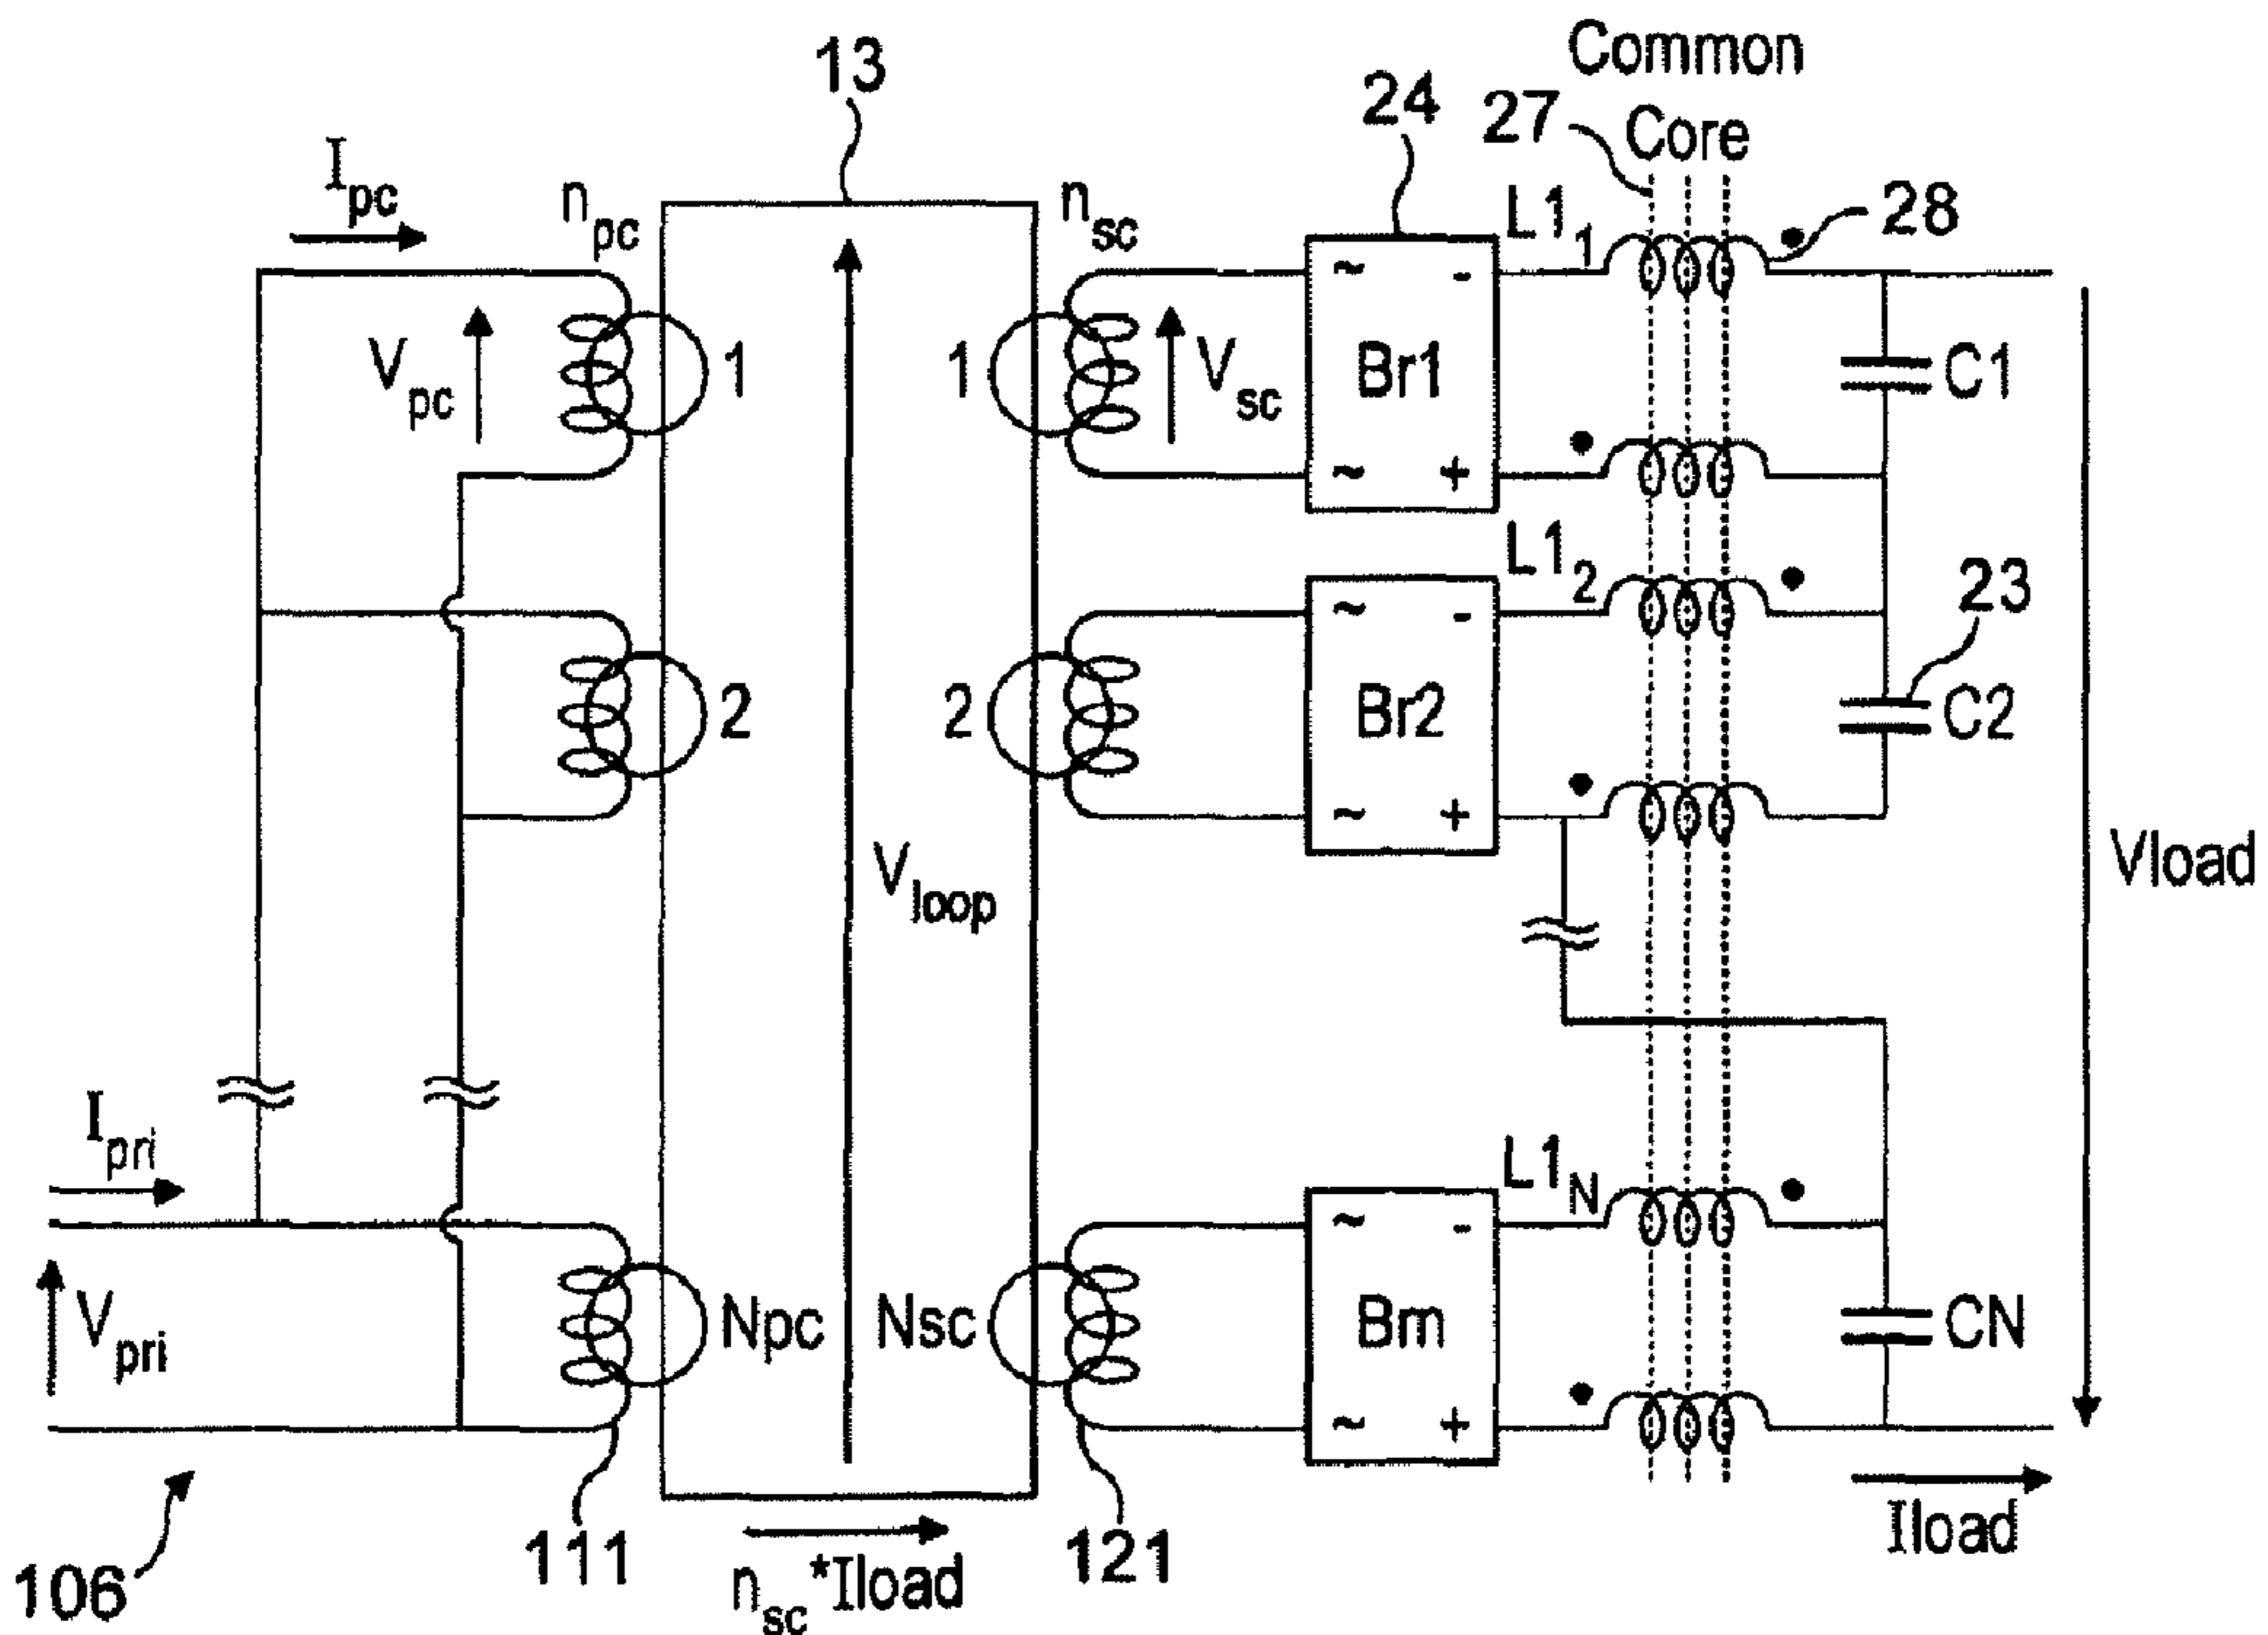 Common
Core
13
24
27
28
I_pc
n_pc
n_sc
L1_1
~ -
V_pc
1
1
V_sc
Br1
C1
~ +
L1_2
23
~ -
2
2
Br2
C2
~ +
V_loop
Vload
I_pri
L1_N
~ -
V_pri
Npc
Nsc
Brn
CN
~ +
106
111
n_sc*Iload
121
Iload